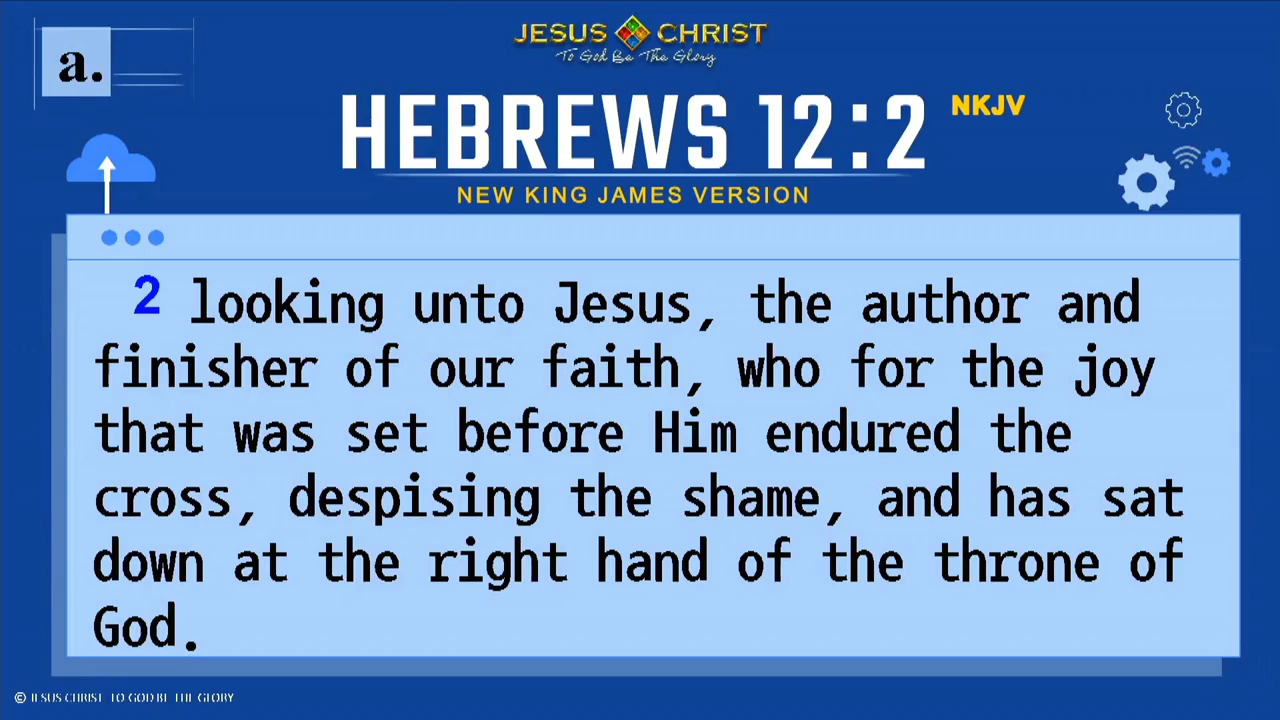 a.
JESUS CHRIST
To God Be The Glory
HEBREWS 12:2 NKJV
NEW KING JAMES VERSION
2 looking unto Jesus, the author and
finisher of our faith, who for the joy
that was set before Him endured the
cross, despising the shame, and has sat
down at the right hand of the throne of
God.
© JESUS CHRIST TO GOD BE THE GLORY